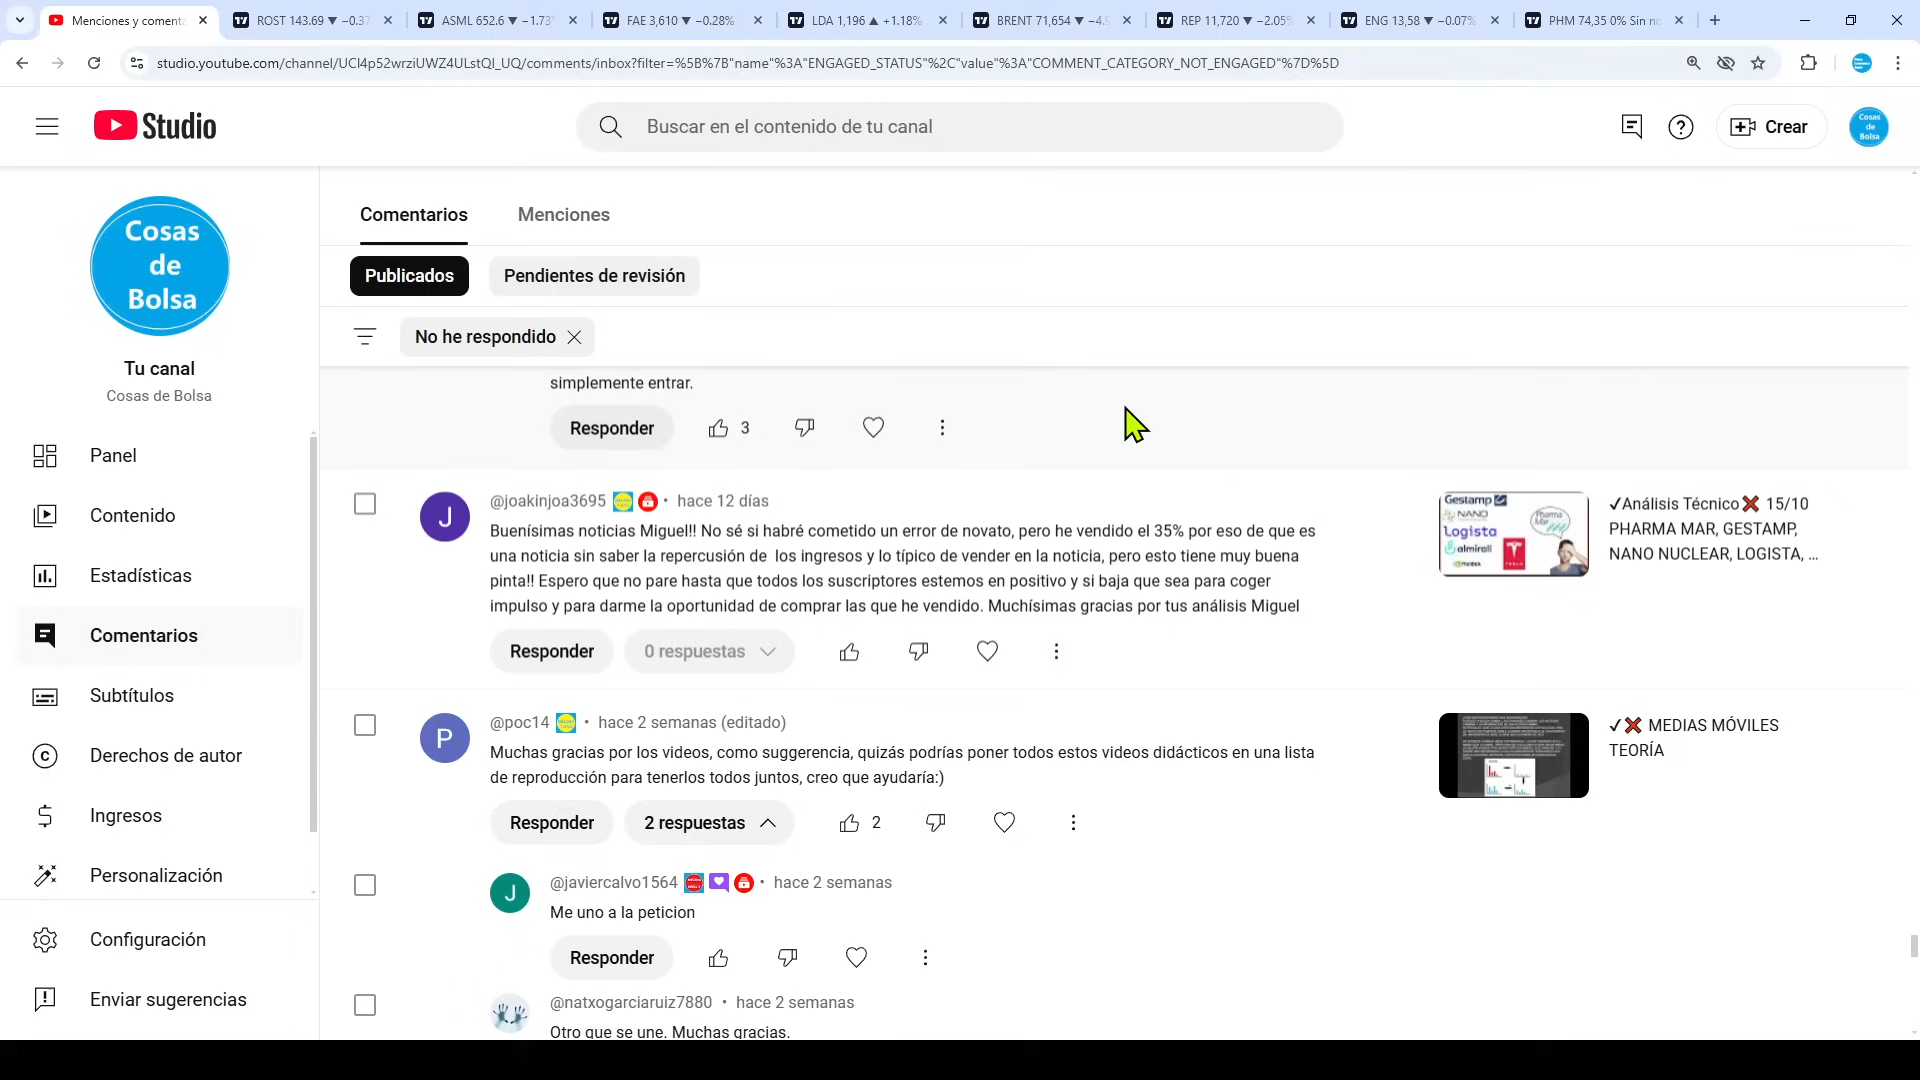 Menciones y comenta
ROST 143.69 ▼ −0.37
ASML 652.6 ▼ −1.73
FAE 3,610 ▼ −0.28%
LDA 1,196 ▲ +1.18%
BRENT 71,654 ▼ −4.9
REP 11,720 ▼ −2.05
ENG 13,58 ▼ −0.07%
PHM 74,35 0% Sin no
studio.youtube.com/channel/UCl4p52wrziUWZ4ULstQl_UQ/comments/inbox?filter=%5B%7B"name"%3A"ENGAGED_STATUS"%2C"value"%3A"COMMENT_CATEGORY_NOT_ENGAGED"%7D%5D
Studio
Buscar en el contenido de tu canal
Crear
Cosas
de
Bolsa
Cosas
de
Bolsa
Tu canal
Cosas de Bolsa
Panel
Contenido
Estadísticas
Comentarios
Subtítulos
Derechos de autor
Ingresos
Personalización
Configuración
Enviar sugerencias
Comentarios
Menciones
Publicados
Pendientes de revisión
No he respondido
simplemente entrar.
Responder
3
@joakinjoa3695 • hace 12 días
Buenísimas noticias Miguel!! No sé si habré cometido un error de novato, pero he vendido el 35% por eso de que es
una noticia sin saber la repercusión de los ingresos y lo típico de vender en la noticia, pero esto tiene muy buena
pinta!! Espero que no pare hasta que todos los suscriptores estemos en positivo y si baja que sea para coger
impulso y para darme la oportunidad de comprar las que he vendido. Muchísimas gracias por tus análisis Miguel
Responder
0 respuestas
Gestamp
NANO
Logista
almirall
Pharma
Mar
NVIDIA
✓Análisis Técnico❌ 15/10
PHARMA MAR, GESTAMP,
NANO NUCLEAR, LOGISTA, ...
@poc14 • hace 2 semanas (editado)
Muchas gracias por los videos, como suggerencia, quizás podrías poner todos estos videos didácticos en una lista
de reproducción para tenerlos todos juntos, creo que ayudaría:)
Responder
2 respuestas
2
✓❌ MEDIAS MÓVILES
TEORÍA
@javiercalvo1564 • hace 2 semanas
Me uno a la peticion
Responder
@natxogarciaruiz7880 • hace 2 semanas
Otro que se une. Muchas gracias.